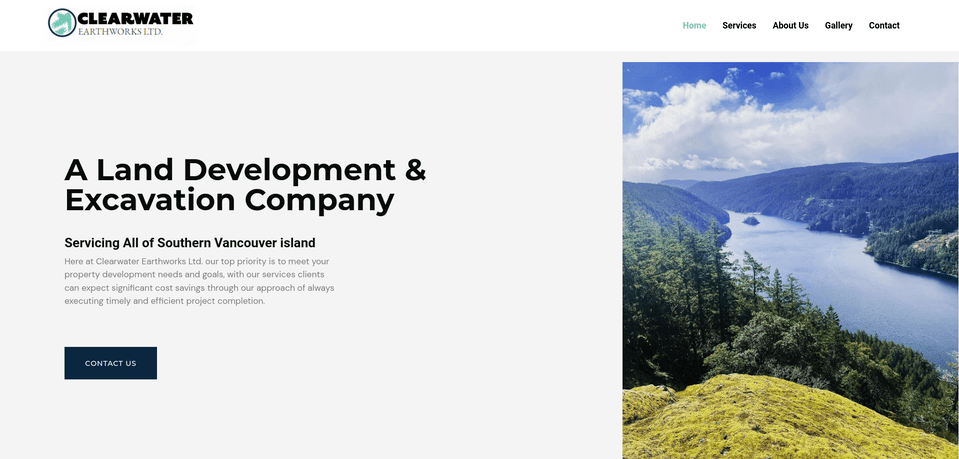 CLEARWATER
EARTHWORKS LTD.
Home Services About Us Gallery Contact
A Land Development &
Excavation Company
Servicing All of Southern Vancouver island
Here at Clearwater Earthworks Ltd. our top priority is to meet your
property development needs and goals, with our services clients
can expect significant cost savings through our approach of always
executing timely and efficient project completion.
CONTACT US